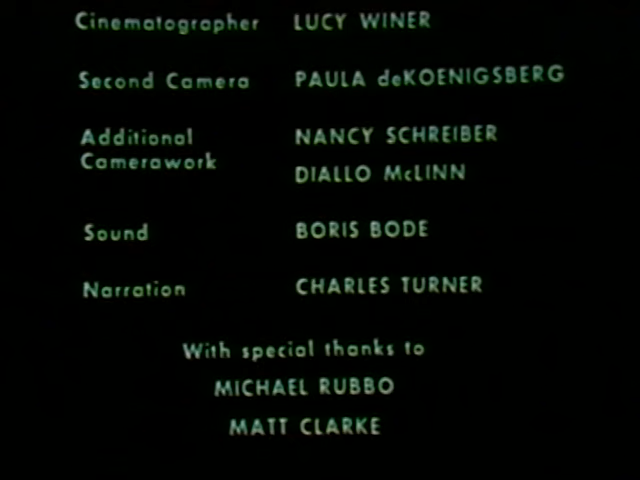 Cinematographer LUCY WINER
Second Camera PAULA deKOENIGSBERG
Additional NANCY SCHREIBER
Camerawork
DIALLO McLINN
Sound BORIS BODE
Narration CHARLES TURNER
With special thanks to
MICHAEL RUBBO
MATT CLARKE